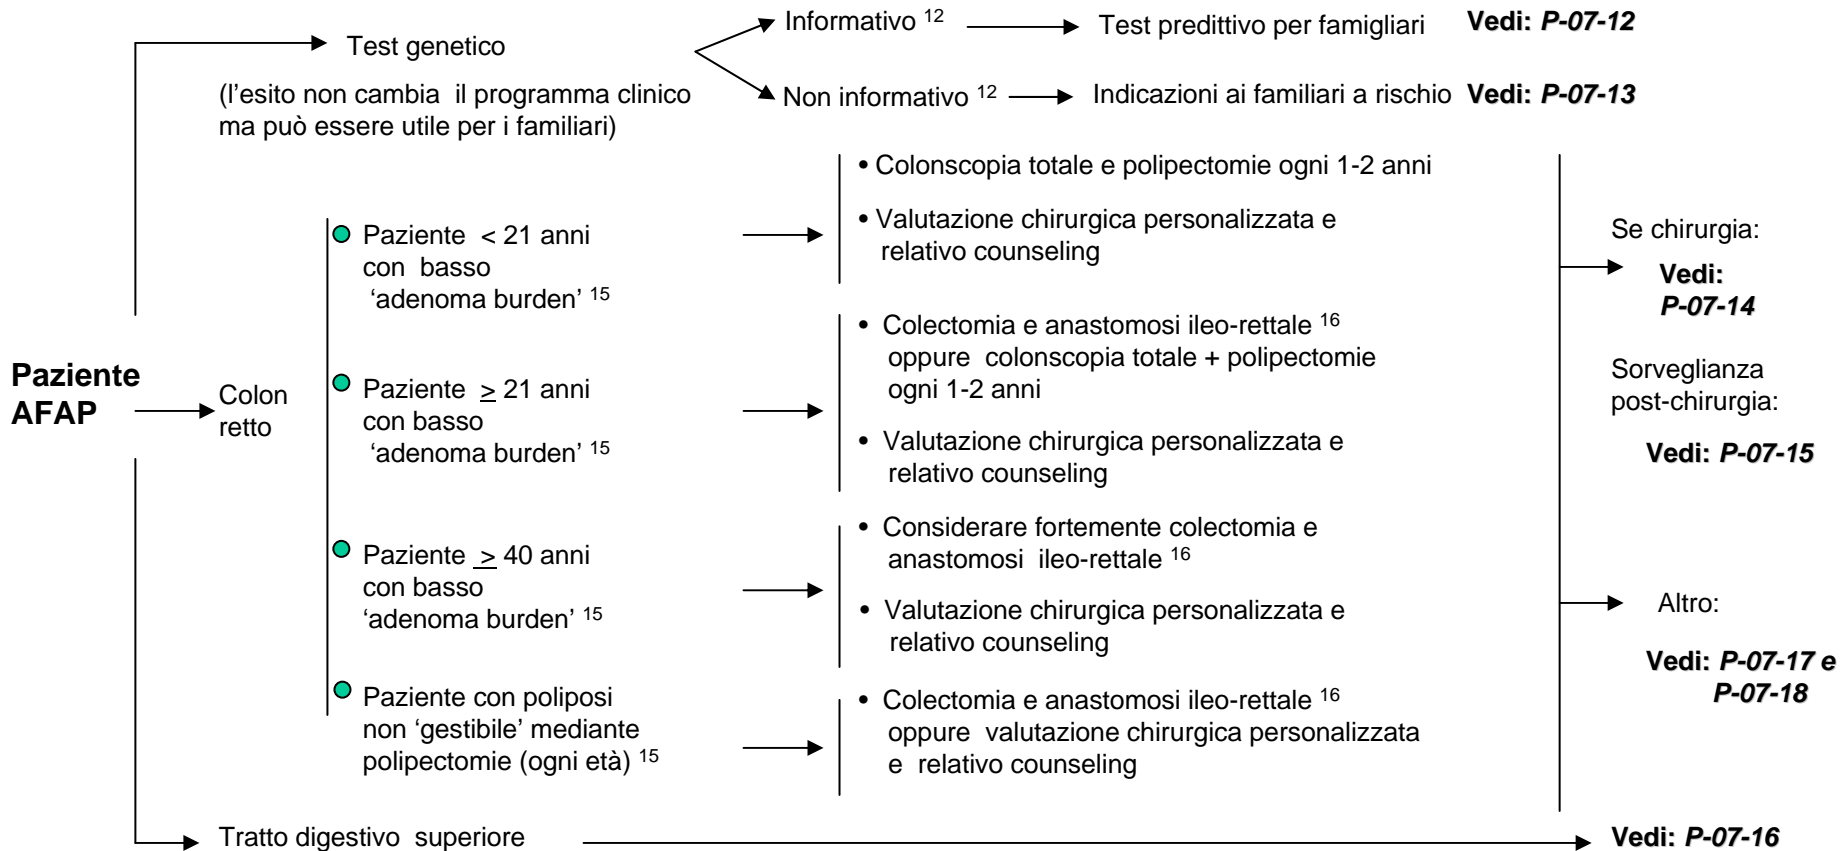 Paziente
AFAP
Test genetico
(l'esito non cambia il programma clinico
ma può essere utile per i familiari)
Informativo 12
Test predittivo per famigliari
Vedi: P-07-12
Non informativo 12
Indicazioni ai familiari a rischio
Vedi: P-07-13
Colon
retto
Paziente < 21 anni
con basso
'adenoma burden' 15
• Colonscopia totale e polipectomie ogni 1-2 anni
• Valutazione chirurgica personalizzata e
relativo counseling
Paziente ≥ 21 anni
con basso
'adenoma burden' 15
• Colectomia e anastomosi ileo-rettale 16
oppure colonscopia totale + polipectomie
ogni 1-2 anni
• Valutazione chirurgica personalizzata e
relativo counseling
Paziente ≥ 40 anni
con basso
'adenoma burden' 15
• Considerare fortemente colectomia e
anastomosi ileo-rettale 16
• Valutazione chirurgica personalizzata e
relativo counseling
Paziente con poliposi
non 'gestibile' mediante
polipectomie (ogni età) 15
• Colectomia e anastomosi ileo-rettale 16
oppure valutazione chirurgica personalizzata
e relativo counseling
Se chirurgia:
Vedi:
P-07-14
Sorveglianza
post-chirurgia:
Vedi: P-07-15
Altro:
Vedi: P-07-17 e
P-07-18
Tratto digestivo superiore
Vedi: P-07-16